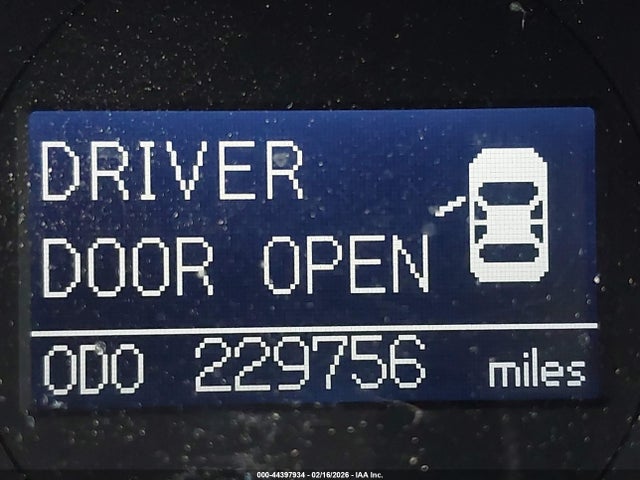 DRIVER
DOOR OPEN
ODO 229756 miles
000-44397934 - 02/16/2026 - IAA Inc.